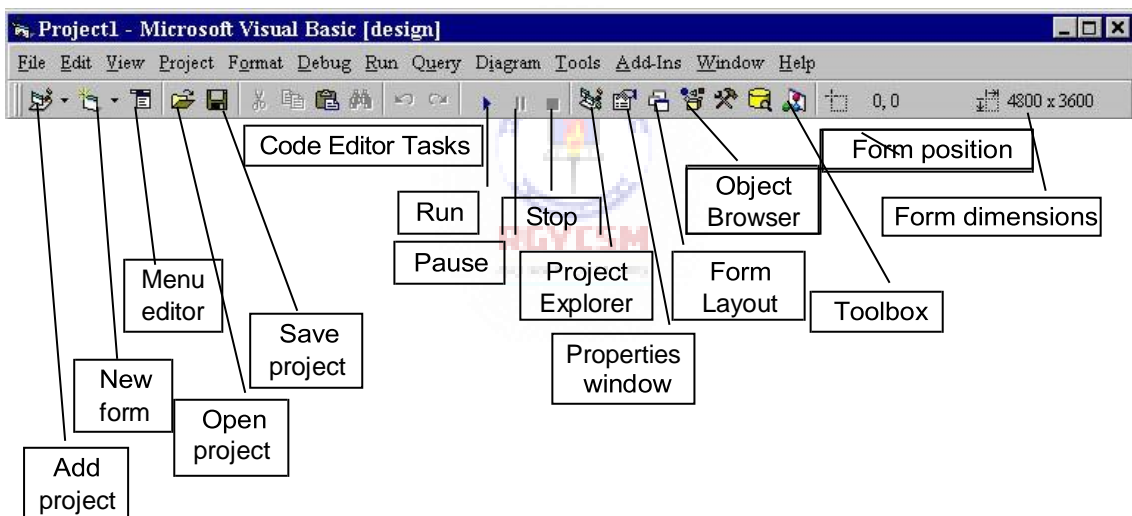 Project1 - Microsoft Visual Basic [design]
File Edit View Project Format Debug Run Query Diagram Tools Add-Ins Window Help
0, 0
4800 x 3600
Code Editor Tasks
Form position
Object
Browser
Form dimensions
Run
Stop
Pause
RGYCSM
Menu
editor
Project
Explorer
Form
Layout
Toolbox
Save
project
Properties
window
New
form
Open
project
Add
project